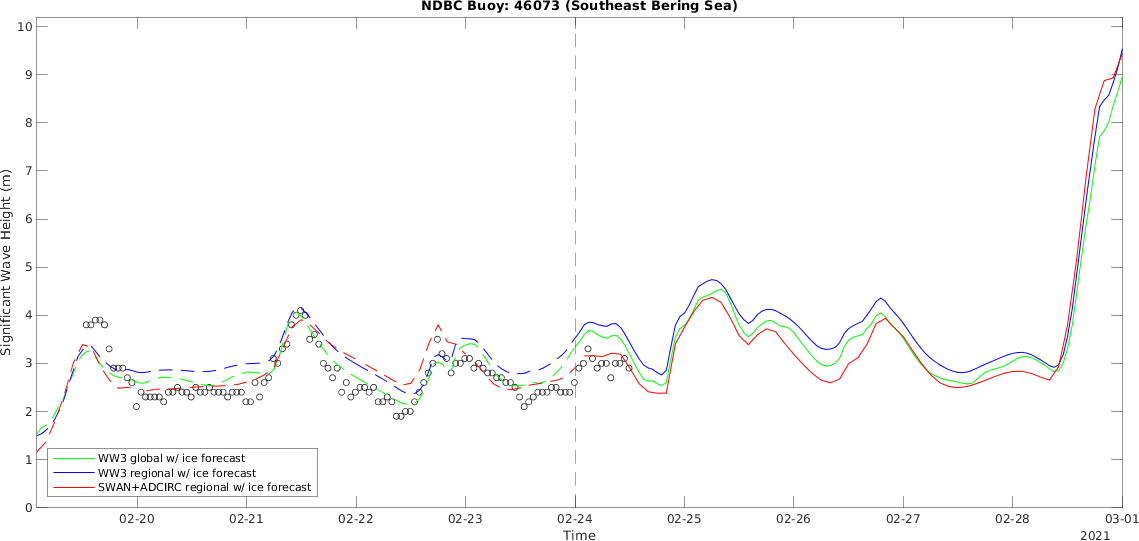 NDBC Buoy: 46073 (Southeast Bering Sea)
Significant Wave Height (m)
10
9
8
7
6
5
4
3
2
1
0
WW3 global w/ ice forecast
WW3 regional w/ ice forecast
SWAN+ADCIRC regional w/ ice forecast
02-20 02-21 02-22 02-23 02-24 02-25 02-26 02-27 02-28 03-01
Time
2021